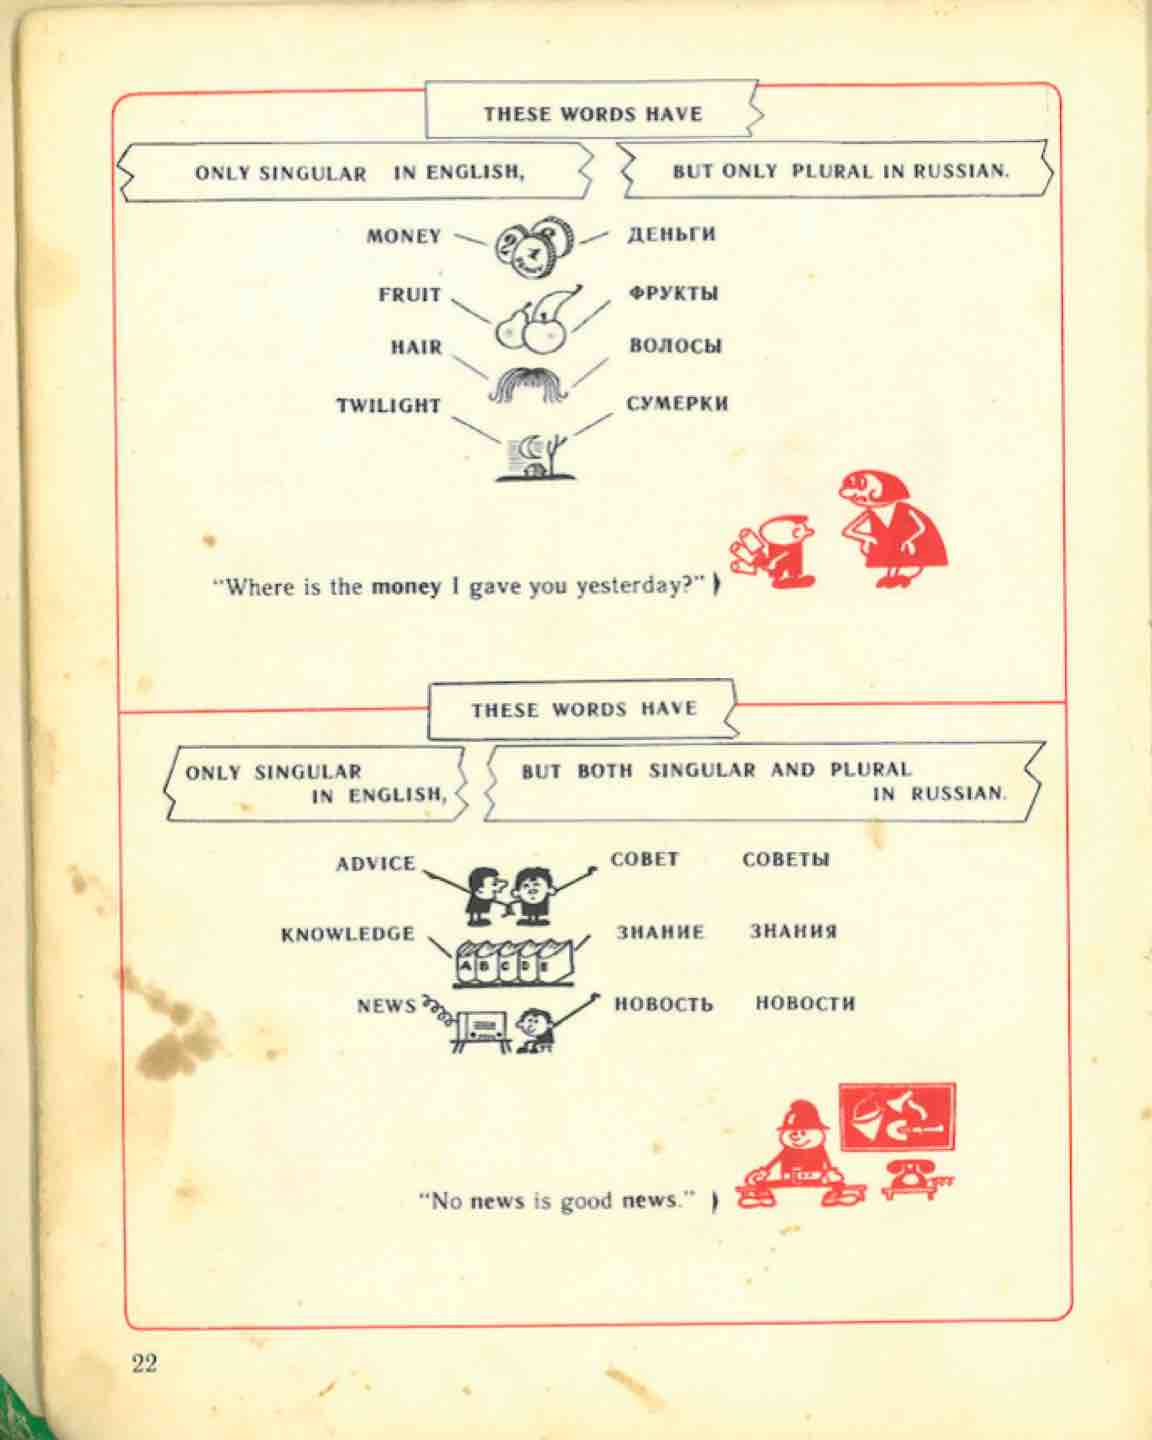 THESE WORDS HAVE
ONLY SINGULAR IN ENGLISH,
BUT ONLY PLURAL IN RUSSIAN.
MONEY ДЕНЬГИ
FRUIT ФРУКТЫ
HAIR ВОЛОСЫ
TWILIGHT СУМЕРКИ
“Where is the money I gave you yesterday?”
THESE WORDS HAVE
ONLY SINGULAR
IN ENGLISH,
BUT BOTH SINGULAR AND PLURAL
IN RUSSIAN.
ADVICE СОВЕТ СОВЕТЫ
KNOWLEDGE ЗНАНИЕ ЗНАНИЯ
A B C D E
NEWS НОВОСТЬ НОВОСТИ
“No news is good news.”
22